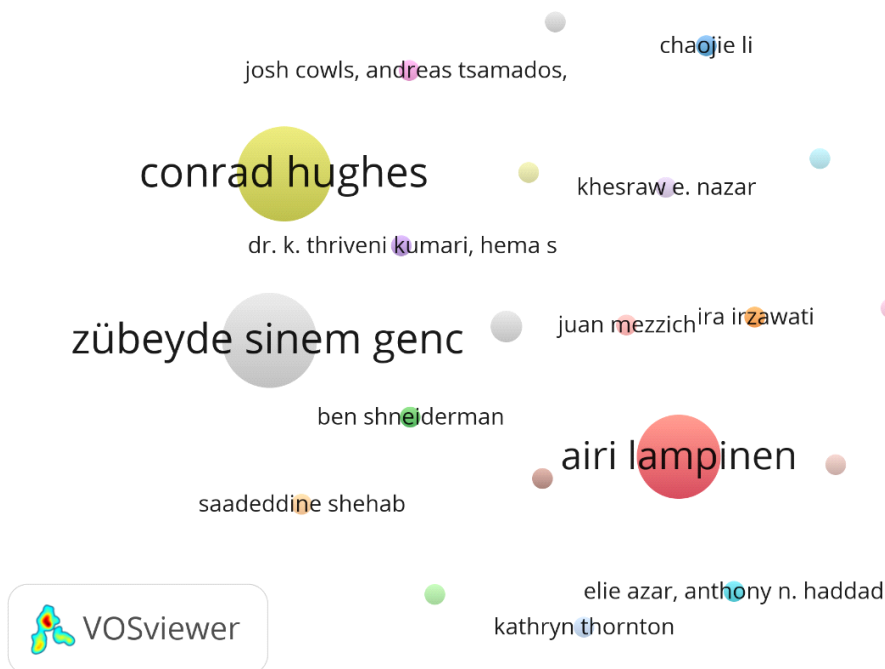 chaojie li
josh cowls, andreas tsamados,
conrad hughes
khesraw e. nazar
dr. k. thriveni kumari, hema s
juan mezzich
ira irzawati
zübeyde sinem genc
ben shneiderman
airi lampinen
saadeddine shehab
elie azar, anthony n. haddad
kathryn thornton
VOSviewer